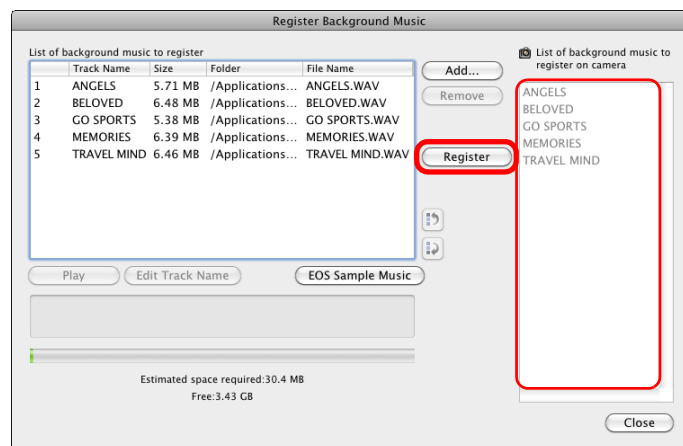 Register Background Music
List of background music to register
Track Name Size Folder File Name
1 ANGELS 5.71 MB /Applications... ANGELS.WAV
2 BELOVED 6.48 MB /Applications... BELOVED.WAV
3 GO SPORTS 5.38 MB /Applications... GO SPORTS.WAV
4 MEMORIES 6.39 MB /Applications... MEMORIES.WAV
5 TRAVEL MIND 6.46 MB /Applications... TRAVEL MIND.WAV
Add...
Remove
Register
Play Edit Track Name EOS Sample Music
Estimated space required:30.4 MB
Free:3.43 GB
List of background music to
register on camera
ANGELS
BELOVED
GO SPORTS
MEMORIES
TRAVEL MIND
Close